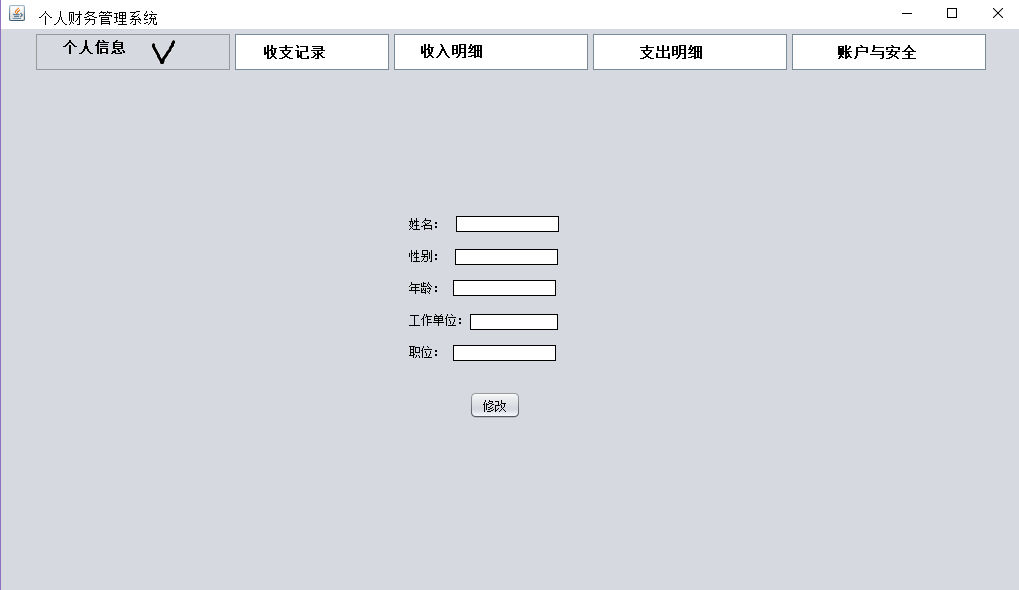 个人财务管理系统
个人信息 收支记录 收入明细 支出明细 账户与安全
姓名：
性别：
年龄：
工作单位：
职位：
修改